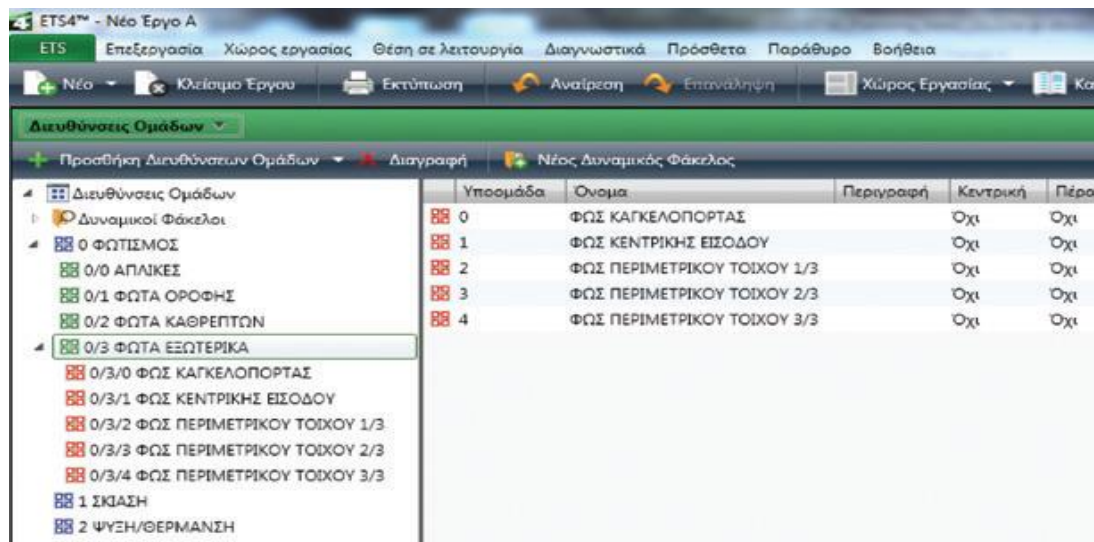 ETS4™ - Νέο Έργο Α
ETS Επεξεργασία Χώρος εργασίας Θέση σε λειτουργία Διαγνωστικά Πρόσθετα Παράθυρο Βοήθεια
Νέο Κλείσιμο Έργου Εκτύπωση Αναίρεση Επανάληψη Χώρος Εργασίας Κα
Διευθύνσεις Ομάδων
Προσθήκη Διευθύνσεων Ομάδων Διαγραφή Νέος Δυναμικός Φάκελος
Διευθύνσεις Ομάδων
Δυναμικοί Φάκελοι
0 ΦΩΤΙΣΜΟΣ
0/0 ΑΠΛΙΚΕΣ
0/1 ΦΩΤΑ ΟΡΟΦΗΣ
0/2 ΦΩΤΑ ΚΑΘΡΕΠΤΩΝ
0/3 ΦΩΤΑ ΕΞΩΤΕΡΙΚΑ
0/3/0 ΦΩΣ ΚΑΓΚΕΛΟΠΟΡΤΑΣ
0/3/1 ΦΩΣ ΚΕΝΤΡΙΚΗΣ ΕΙΣΟΔΟΥ
0/3/2 ΦΩΣ ΠΕΡΙΜΕΤΡΙΚΟΥ ΤΟΙΧΟΥ 1/3
0/3/3 ΦΩΣ ΠΕΡΙΜΕΤΡΙΚΟΥ ΤΟΙΧΟΥ 2/3
0/3/4 ΦΩΣ ΠΕΡΙΜΕΤΡΙΚΟΥ ΤΟΙΧΟΥ 3/3
1 ΣΚΙΑΣΗ
2 ΨΥΞΗ/ΘΕΡΜΑΝΣΗ
Υποομάδα Όνομα Περιγραφή Κεντρική Πέρα
0 ΦΩΣ ΚΑΓΚΕΛΟΠΟΡΤΑΣ Όχι Όχι
1 ΦΩΣ ΚΕΝΤΡΙΚΗΣ ΕΙΣΟΔΟΥ Όχι Όχι
2 ΦΩΣ ΠΕΡΙΜΕΤΡΙΚΟΥ ΤΟΙΧΟΥ 1/3 Όχι Όχι
3 ΦΩΣ ΠΕΡΙΜΕΤΡΙΚΟΥ ΤΟΙΧΟΥ 2/3 Όχι Όχι
4 ΦΩΣ ΠΕΡΙΜΕΤΡΙΚΟΥ ΤΟΙΧΟΥ 3/3 Όχι Όχι